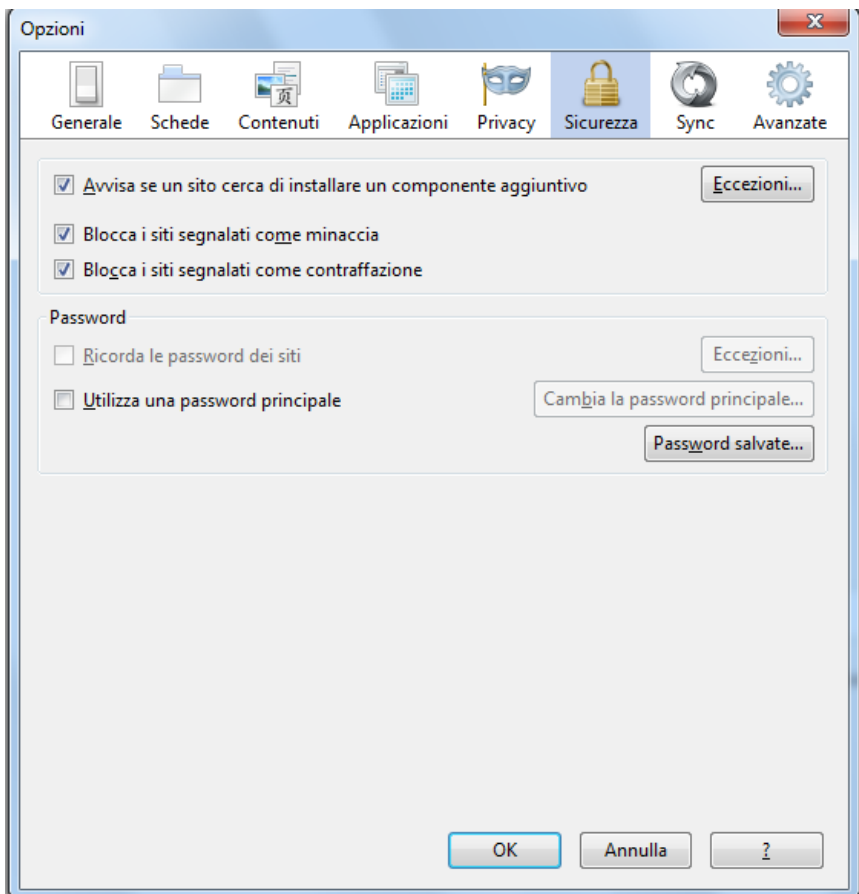 Opzioni
Generale Schede Contenuti Applicazioni Privacy Sicurezza Sync Avanzate
Avvisa se un sito cerca di installare un componente aggiuntivo Eccezioni...
Blocca i siti segnalati come minaccia
Blocca i siti segnalati come contraffazione
Password
Ricorda le password dei siti Eccezioni...
Utilizza una password principale Cambia la password principale...
Password salvate...
OK Annulla ?